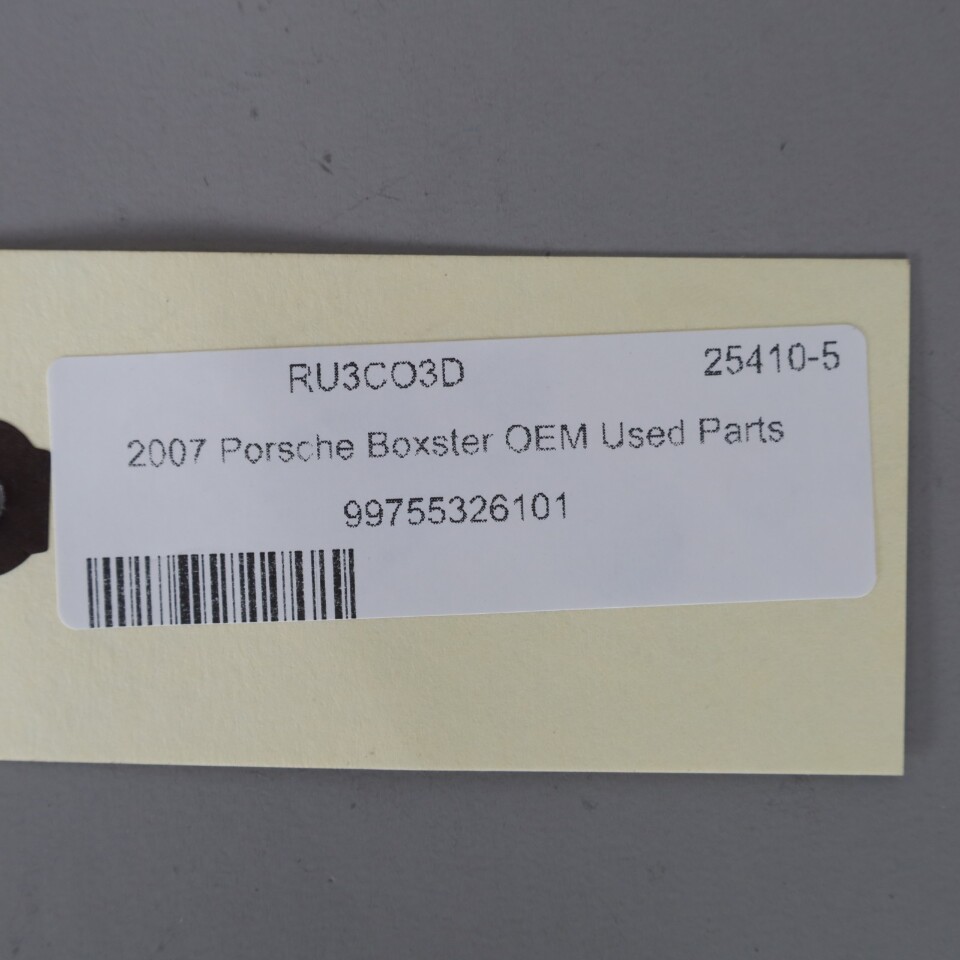 RU3CO3D 25410-5
2007 Porsche Boxster OEM Used Parts
99755326101